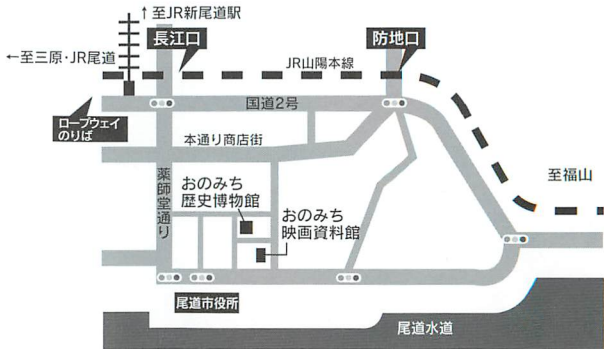 ↑至JR新尾道駅
←至三原・JR尾道
長江口
防地口
JR山陽本線
ロープウェイ
のりば
国道2号
本通り商店街
薬師堂通り
おのみち
歴史博物館
おのみち
映画資料館
至福山
尾道市役所
尾道水道